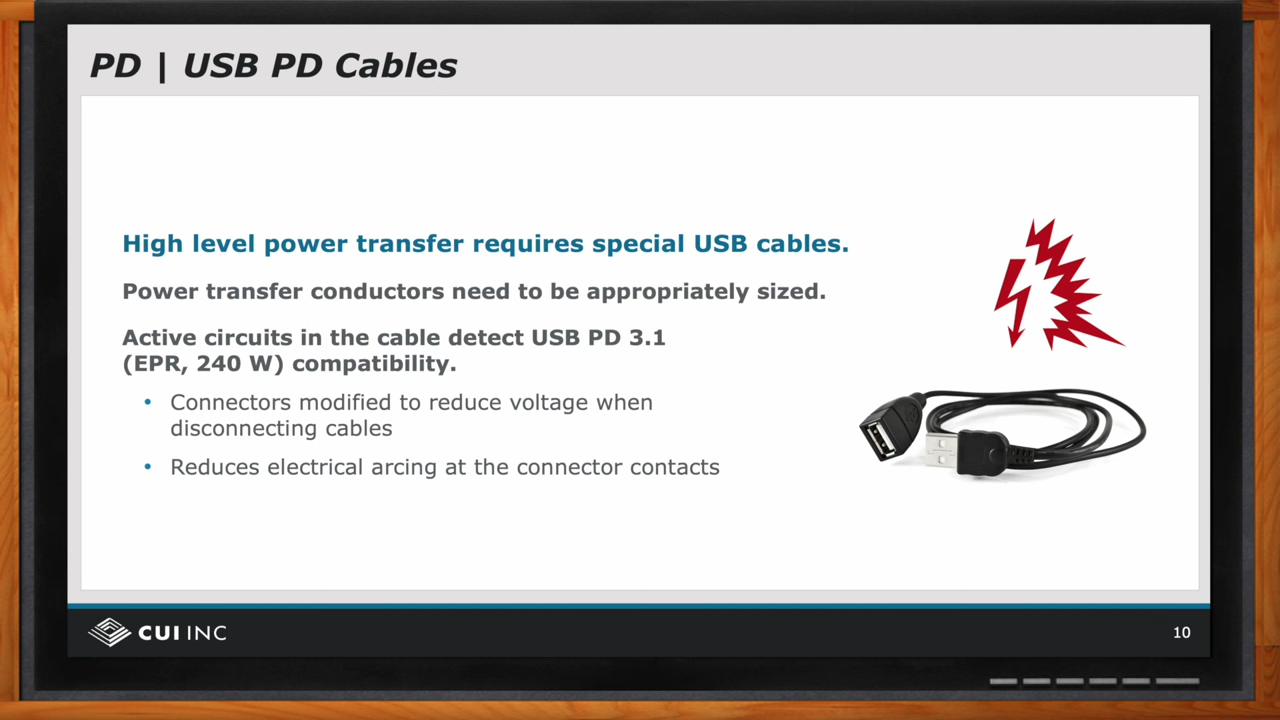 PD | USB PD Cables
High level power transfer requires special USB cables.
Power transfer conductors need to be appropriately sized.
Active circuits in the cable detect USB PD 3.1
(EPR, 240 W) compatibility.
• Connectors modified to reduce voltage when
disconnecting cables
• Reduces electrical arcing at the connector contacts
CUI INC
10